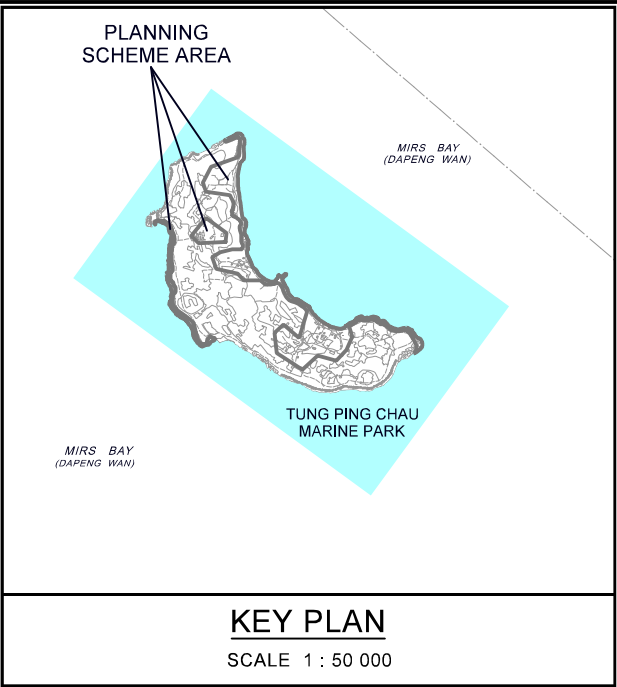 PLANNING
SCHEME AREA
MIRS BAY
(DAPENG WAN)
TUNG PING CHAU
MARINE PARK
MIRS BAY
(DAPENG WAN)
KEY PLAN
SCALE 1 : 50 000